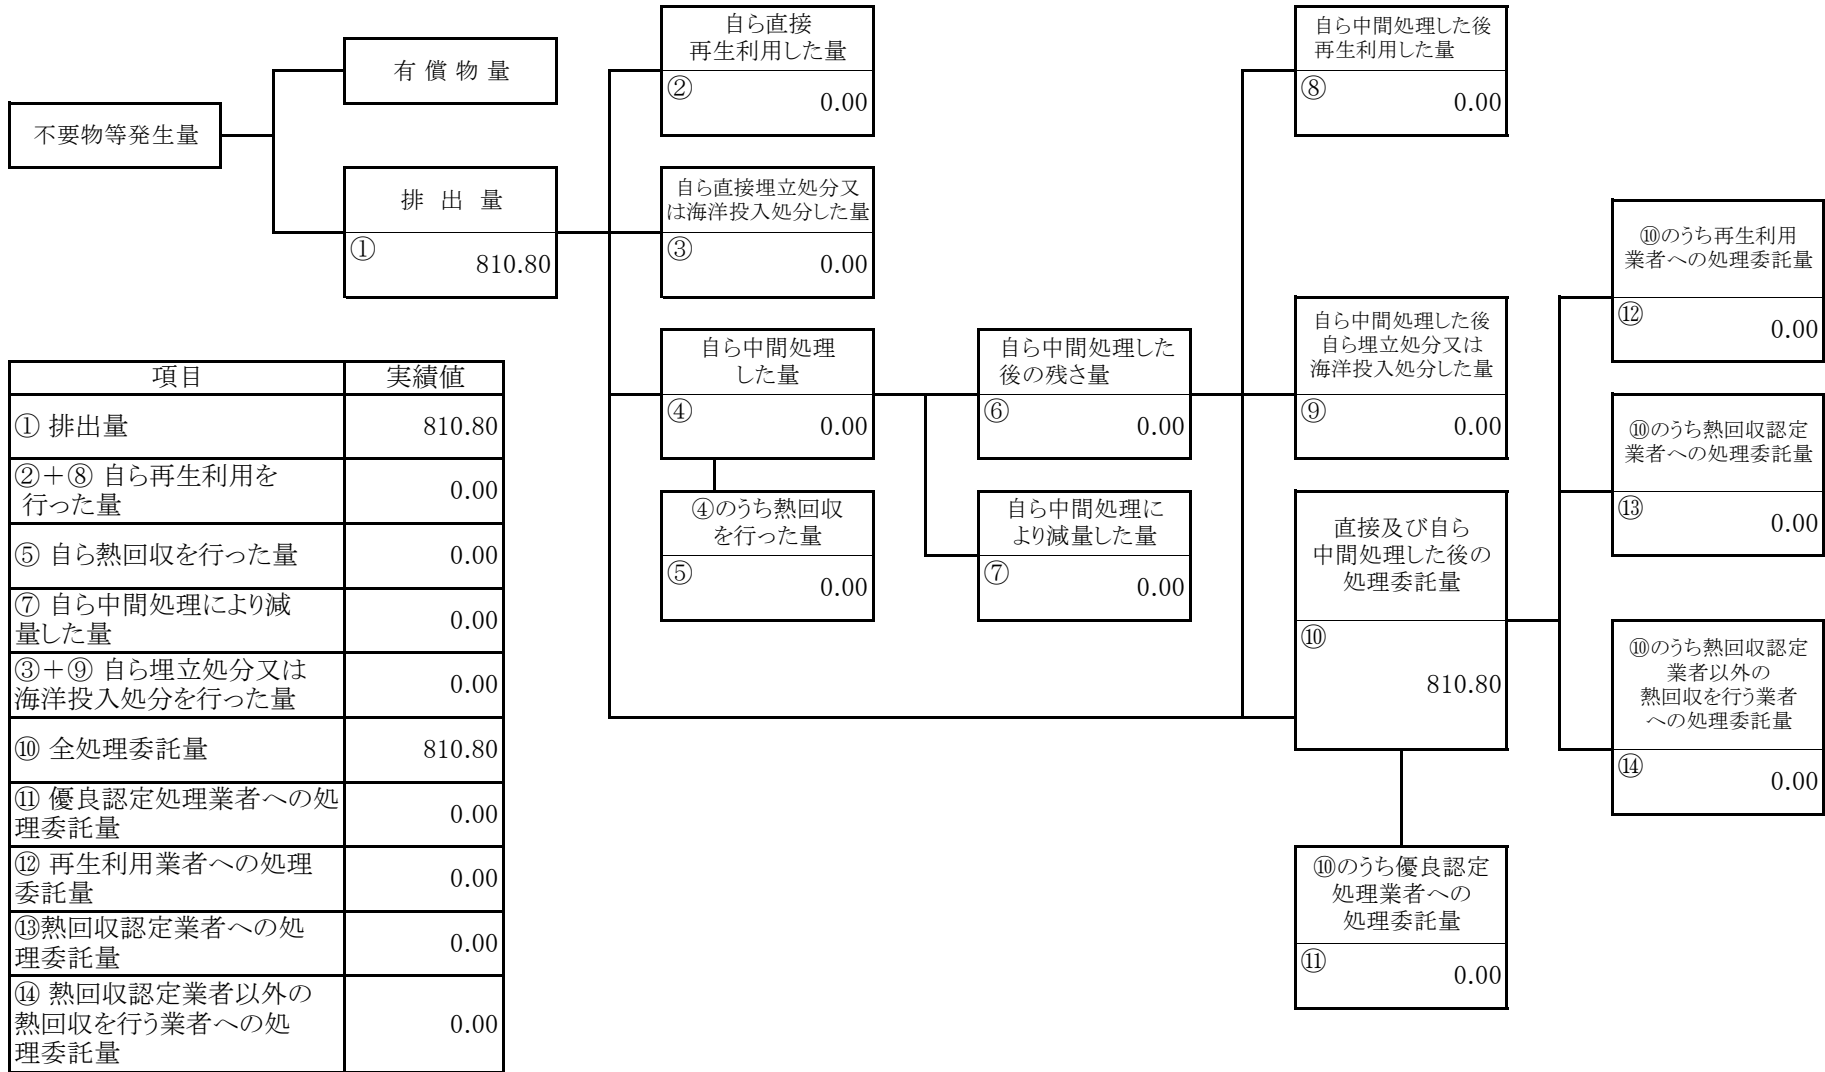 自ら直接
再生利用した量
②
0.00
自ら中間処理した後
再生利用した量
⑧
0.00
有 償 物 量
不要物等発生量
排 出 量
①
810.80
自ら直接埋立処分又
は海洋投入処分した量
③
0.00
自ら中間処理
した量
④
0.00
自ら中間処理した
後の残さ量
⑥
0.00
自ら中間処理した後
自ら埋立処分又は
海洋投入処分した量
⑨
0.00
④のうち熱回収
を行った量
⑤
0.00
自ら中間処理に
より減量した量
⑦
0.00
直接及び自ら
中間処理した後の
処理委託量
⑩
810.80
⑩のうち再生利用
業者への処理委託量
⑫
0.00
⑩のうち熱回収認定
業者への処理委託量
⑬
0.00
⑩のうち熱回収認定
業者以外の
熱回収を行う業者
への処理委託量
⑭
0.00
⑩のうち優良認定
処理業者への
処理委託量
⑪
0.00
項目 実績値
① 排出量 810.80
②＋⑧ 自ら再生利用を
行った量 0.00
⑤ 自ら熱回収を行った量 0.00
⑦ 自ら中間処理により減
量した量 0.00
③＋⑨ 自ら埋立処分又は
海洋投入処分を行った量 0.00
⑩ 全処理委託量 810.80
⑪ 優良認定処理業者への処
理委託量 0.00
⑫ 再生利用業者への処理
委託量 0.00
⑬熱回収認定業者への処
理委託量 0.00
⑭ 熱回収認定業者以外の
熱回収を行う業者への処
理委託量 0.00